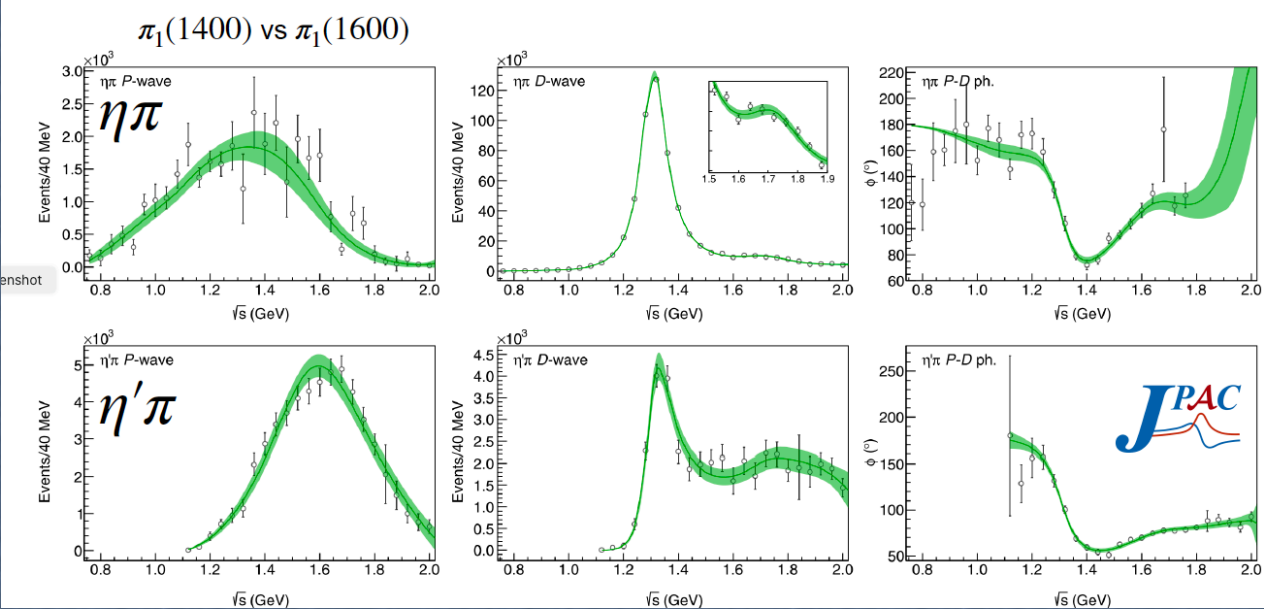 π₁(1400) vs π₁(1600)
×10³
ηπ P-wave
ηπ
Events/40 MeV
3.0
2.5
2.0
1.5
1.0
0.5
0.0
0.8 1.0 1.2 1.4 1.6 1.8 2.0
√s (GeV)
×10³
ηπ D-wave
Events/40 MeV
120
100
80
60
40
20
0
1.5 1.6 1.7 1.8 1.9
0.8 1.0 1.2 1.4 1.6 1.8 2.0
√s (GeV)
ηπ P-D ph.
ϕ (°)
220
200
180
160
140
120
100
80
60
0.8 1.0 1.2 1.4 1.6 1.8 2.0
√s (GeV)
enshot
×10³
η'π P-wave
η′π
Events/40 MeV
5
4
3
2
1
0
0.8 1.0 1.2 1.4 1.6 1.8 2.0
√s (GeV)
×10³
η'π D-wave
Events/40 MeV
4.5
4.0
3.5
3.0
2.5
2.0
1.5
1.0
0.5
0.0
0.8 1.0 1.2 1.4 1.6 1.8 2.0
√s (GeV)
η'π P-D ph.
JPAC
ϕ (°)
250
200
150
100
50
0.8 1.0 1.2 1.4 1.6 1.8 2.0
√s (GeV)